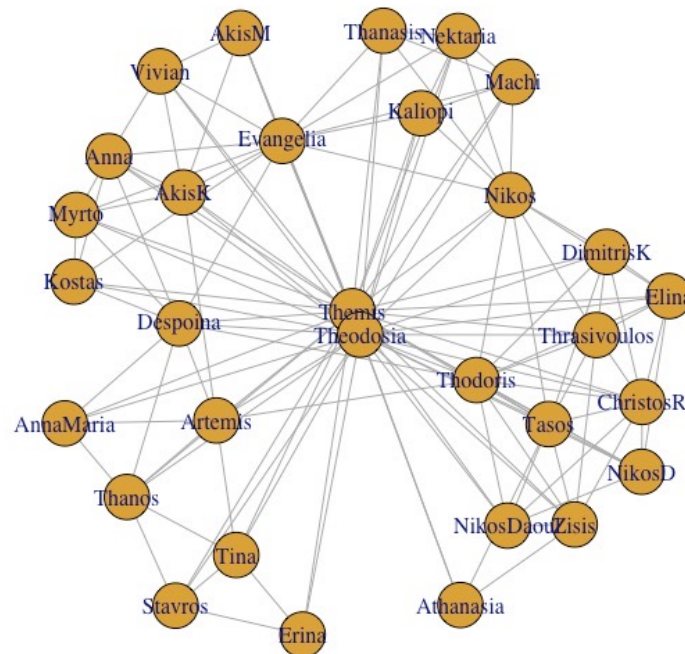 AkisM
Thanasis
Nektaria
Vivian
Machi
Kaliopi
Evangelia
Anna
AkisK
Nikos
Myrto
DimitrisK
Kostas
Elina
Themis
Despoina
Theodosia
Thrasivoulos
Thodoris
ChristosR
AnnaMaria
Artemis
Tasos
NikosD
Thanos
NikosDaouZ
Zisis
Tina
Stavros
Athanasia
Erina